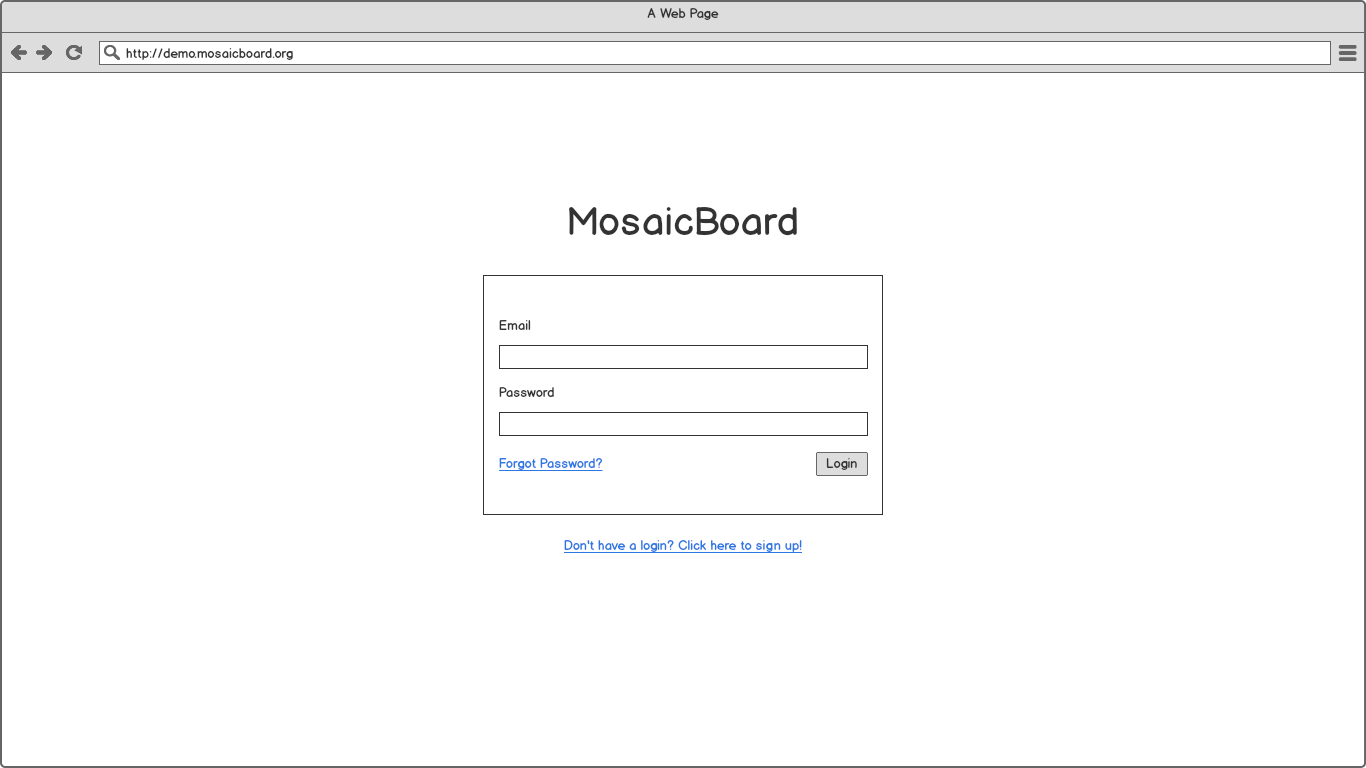 A Web Page
http://demo.mosaicboard.org
MosaicBoard
Email
Password
Forgot Password?
Login
Don't have a login? Click here to sign up!